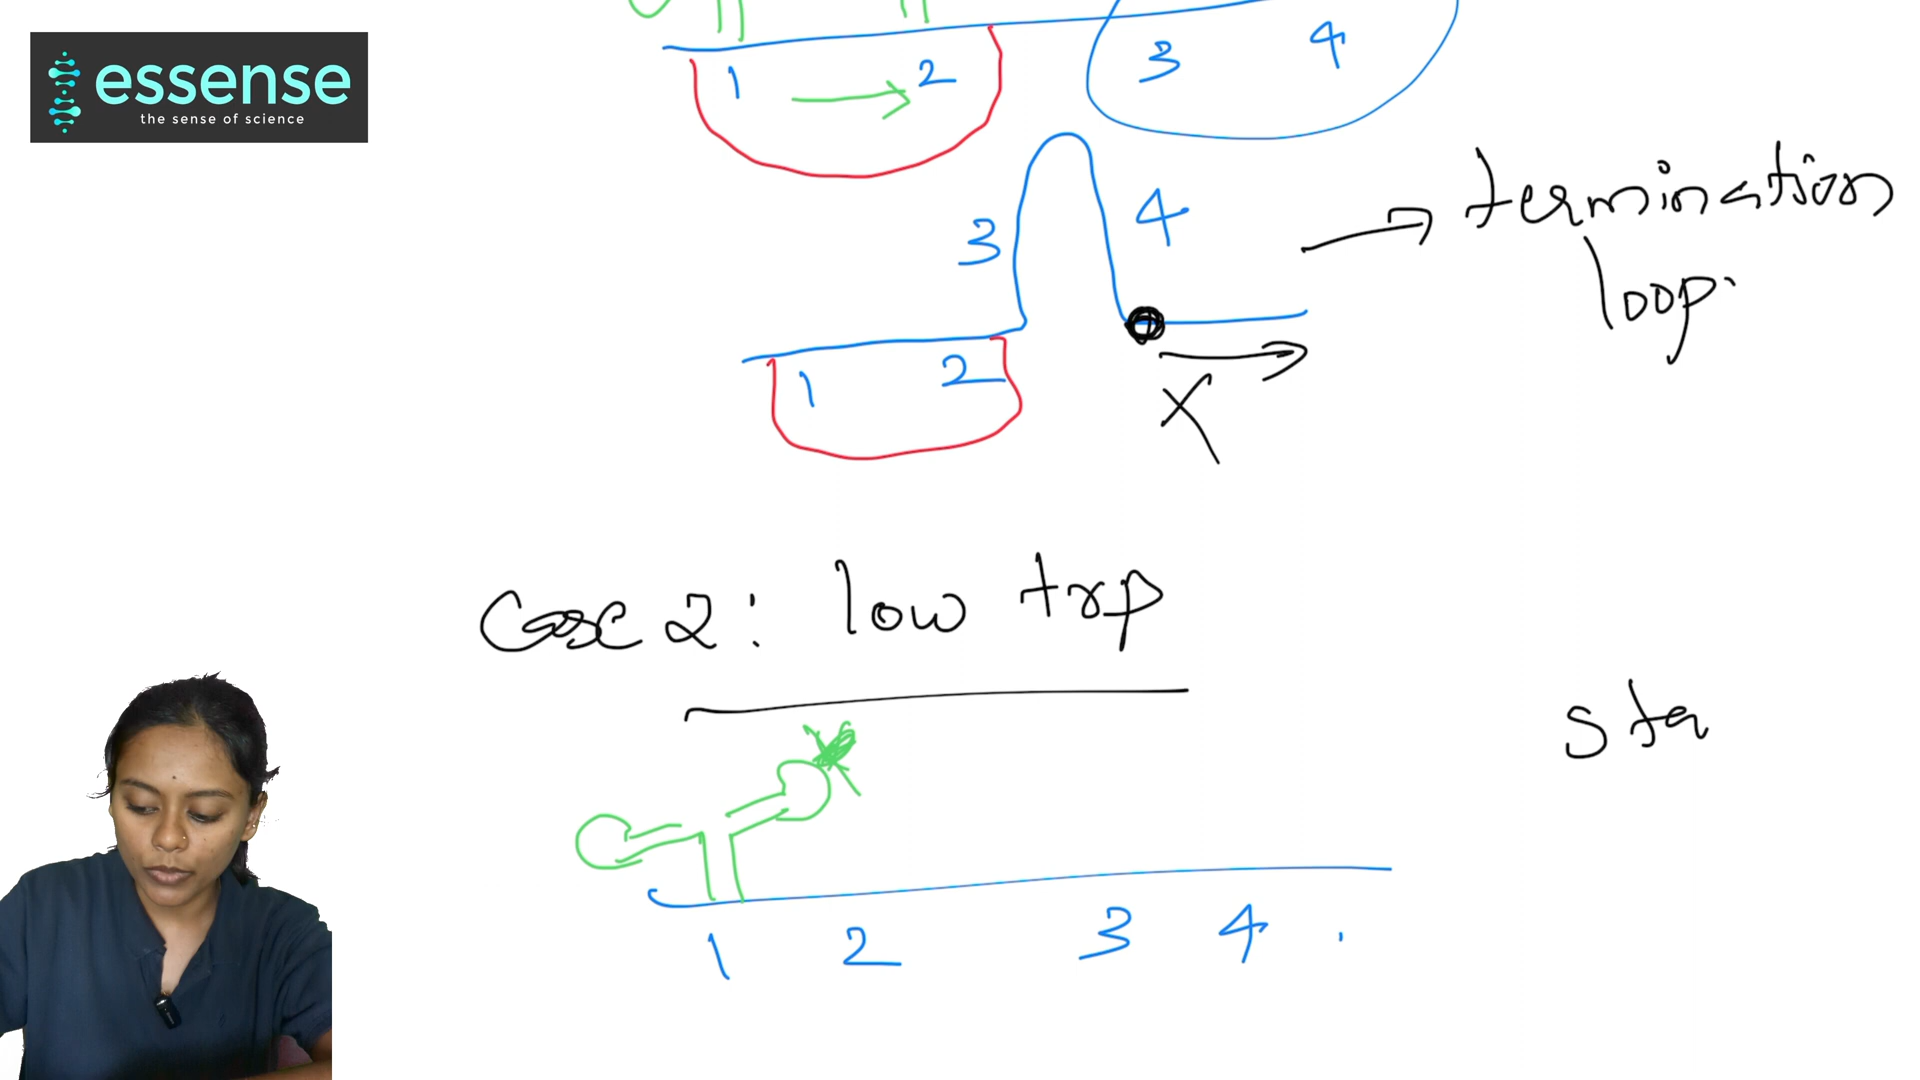 essense
the sense of science
1 2 3 4
3 4
termination
loop.
1 2
X
Case 2: low trp
sta
1 2 3 4 .